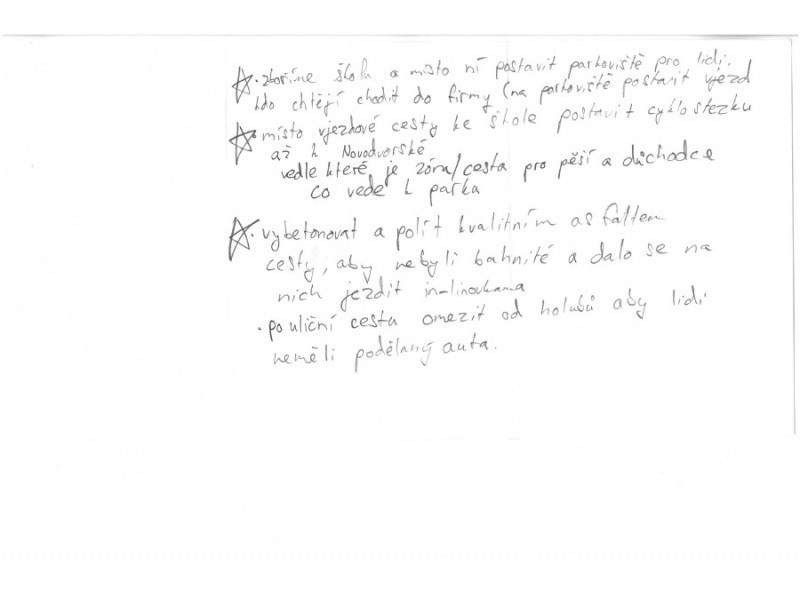 zboříme školu a místo ní postavit parkoviště pro lidi.
kdo chtějí chodit do firmy (na parkoviště postavit vjezd
místo vjezdové cesty ke škole postavit cyklostezku
až k Novodvorské
vedle které je zóna/cesta pro pěší a důchodce
co vede k parka
vybetonovat a polít kvalitním asfaltem
cesty, aby nebyli bahnité a dalo se na
nich jezdit in-linovkama
• pouliční cesta omezit od holubů aby lidi
neměli podělaný auta.